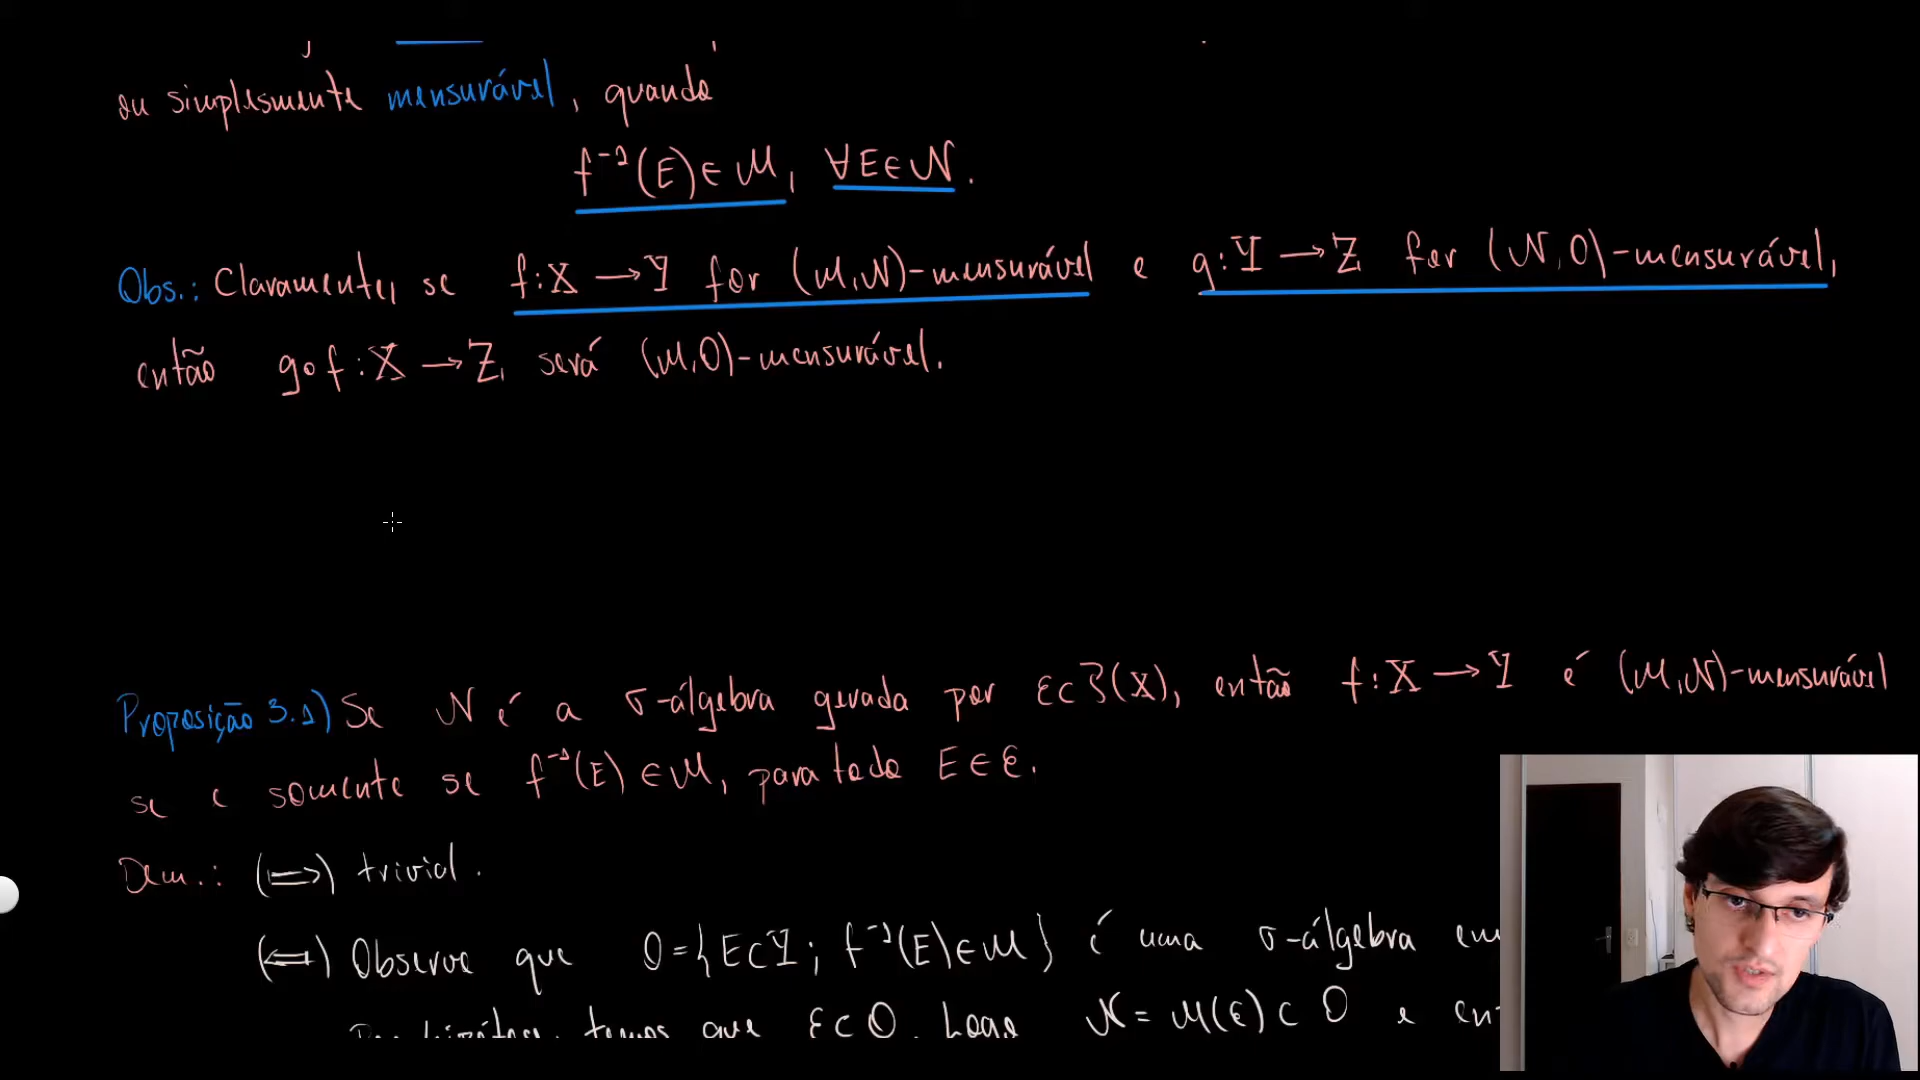 ou simplesmente mensurável, quando
f⁻¹(E) ∈ M, ∀E ∈ N.
Obs.: Claramente, se f: X → Y for (M,N)-mensurável e g: Y → Z for (N,O)-mensurável,
então g∘f: X → Z será (M,O)-mensurável.
Proposição 3.1) Se N é a σ-álgebra gerada por ℰ ⊂ P(X), então f: X → Y é (M,N)-mensurável
se e somente se f⁻¹(E) ∈ M, para todo E ∈ ℰ.
Dem.: (⇒) trivial.
(⇐) Observe que O = {E ⊂ Y; f⁻¹(E) ∈ M} é uma σ-álgebra em
temos que ℰ ⊂ O. Logo N = M(ℰ) ⊂ O e